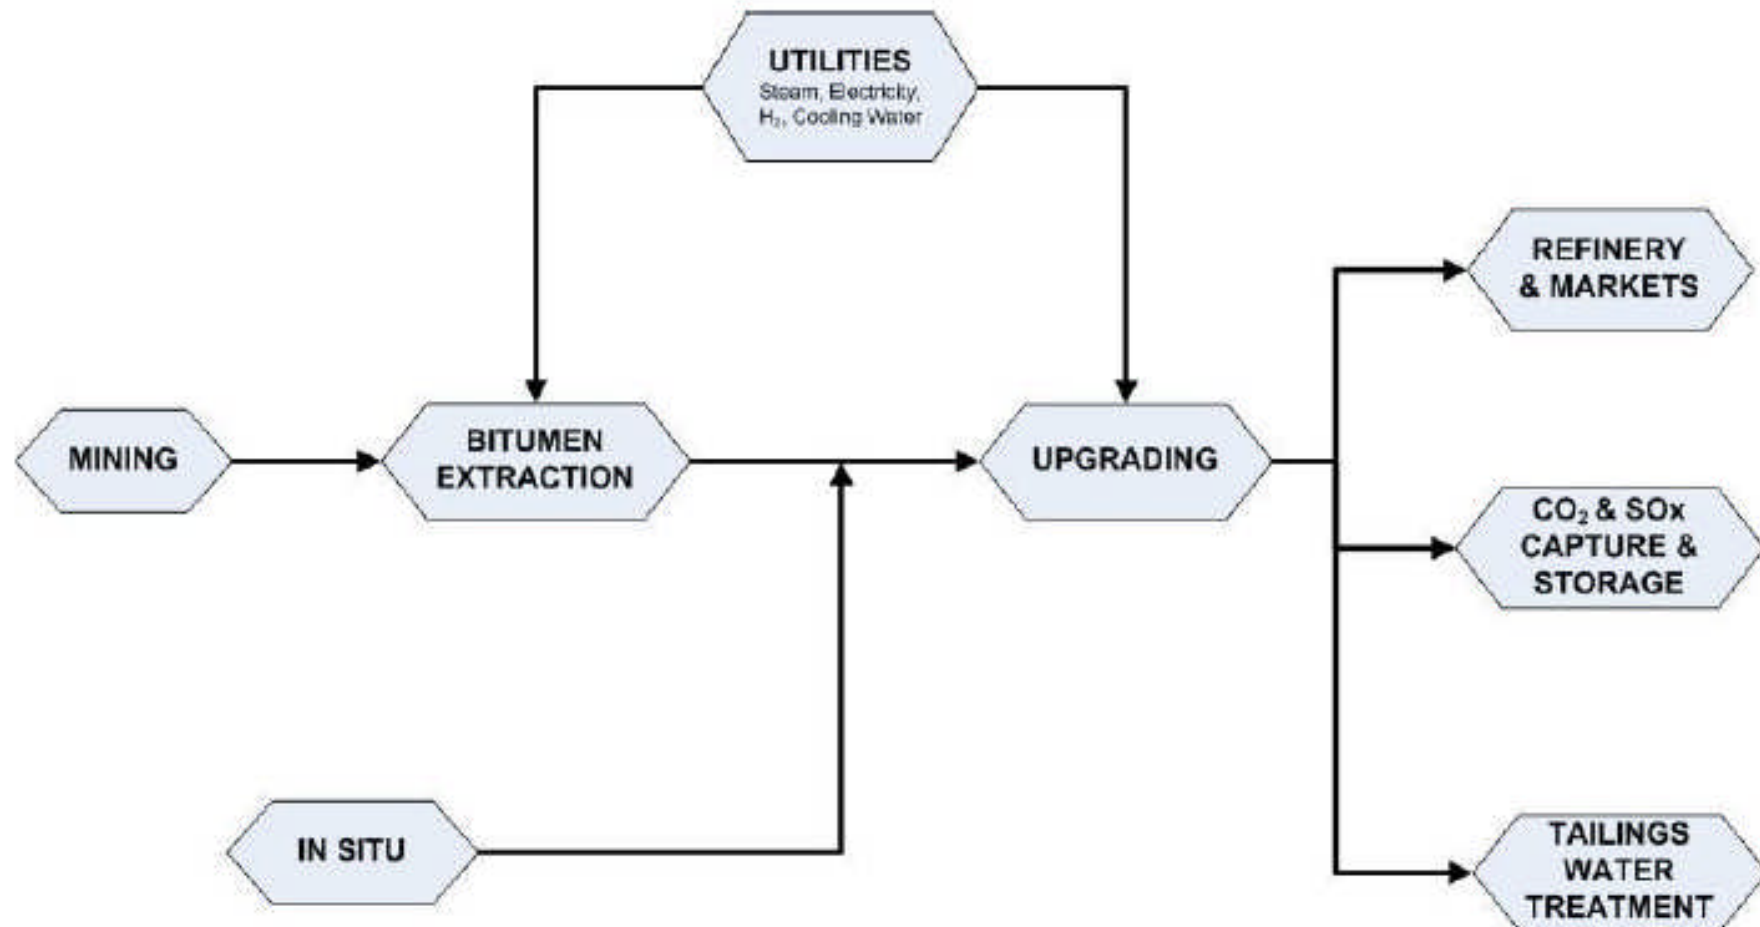 UTILITIES
Steam, Electricity,
H₂, Cooling Water
REFINERY
& MARKETS
MINING
BITUMEN
EXTRACTION
UPGRADING
CO₂ & SOx
CAPTURE &
STORAGE
IN SITU
TAILINGS
WATER
TREATMENT